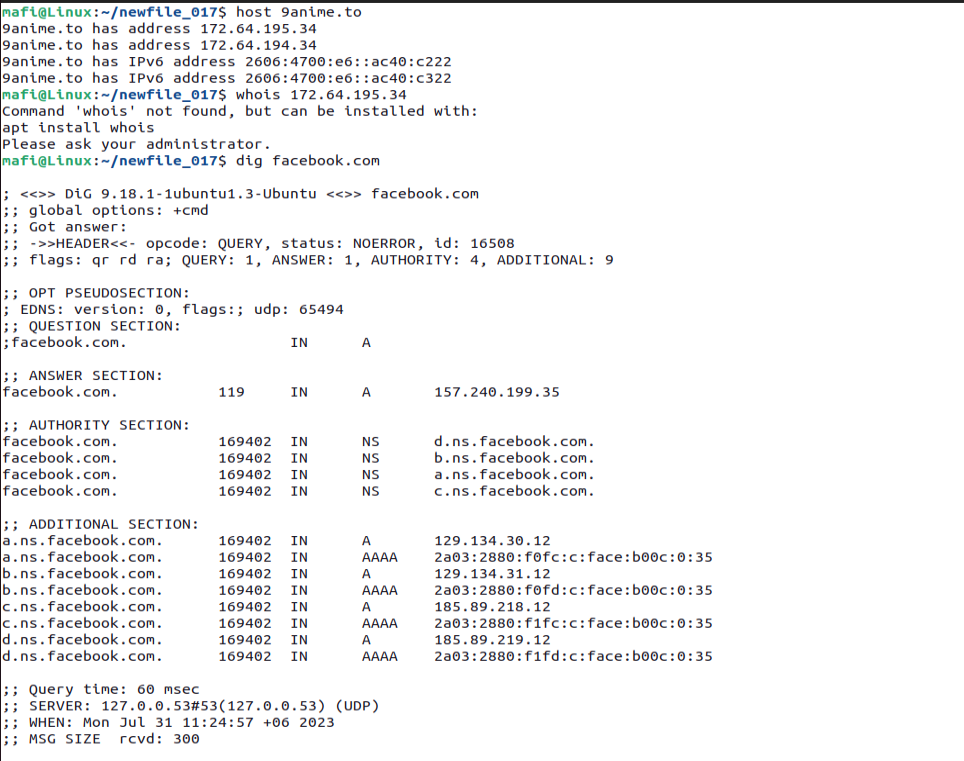 mafi@Linux:~/newfile_017$ host 9anime.to
9anime.to has address 172.64.195.34
9anime.to has address 172.64.194.34
9anime.to has IPv6 address 2606:4700:e6::ac40:c222
9anime.to has IPv6 address 2606:4700:e6::ac40:c322
mafi@Linux:~/newfile_017$ whois 172.64.195.34
Command 'whois' not found, but can be installed with:
apt install whois
Please ask your administrator.
mafi@Linux:~/newfile_017$ dig facebook.com
; <<>> DiG 9.18.1-1ubuntu1.3-Ubuntu <<>> facebook.com
;; global options: +cmd
;; Got answer:
;; ->>HEADER<<- opcode: QUERY, status: NOERROR, id: 16508
;; flags: qr rd ra; QUERY: 1, ANSWER: 1, AUTHORITY: 4, ADDITIONAL: 9
;; OPT PSEUDOSECTION:
; EDNS: version: 0, flags:; udp: 65494
;; QUESTION SECTION:
;facebook.com. IN A
;; ANSWER SECTION:
facebook.com. 119 IN A 157.240.199.35
;; AUTHORITY SECTION:
facebook.com. 169402 IN NS d.ns.facebook.com.
facebook.com. 169402 IN NS b.ns.facebook.com.
facebook.com. 169402 IN NS a.ns.facebook.com.
facebook.com. 169402 IN NS c.ns.facebook.com.
;; ADDITIONAL SECTION:
a.ns.facebook.com. 169402 IN A 129.134.30.12
a.ns.facebook.com. 169402 IN AAAA 2a03:2880:f0fc:c:face:b00c:0:35
b.ns.facebook.com. 169402 IN A 129.134.31.12
b.ns.facebook.com. 169402 IN AAAA 2a03:2880:f0fd:c:face:b00c:0:35
c.ns.facebook.com. 169402 IN A 185.89.218.12
c.ns.facebook.com. 169402 IN AAAA 2a03:2880:f1fc:c:face:b00c:0:35
d.ns.facebook.com. 169402 IN A 185.89.219.12
d.ns.facebook.com. 169402 IN AAAA 2a03:2880:f1fd:c:face:b00c:0:35
;; Query time: 60 msec
;; SERVER: 127.0.0.53#53(127.0.0.53) (UDP)
;; WHEN: Mon Jul 31 11:24:57 +06 2023
;; MSG SIZE rcvd: 300